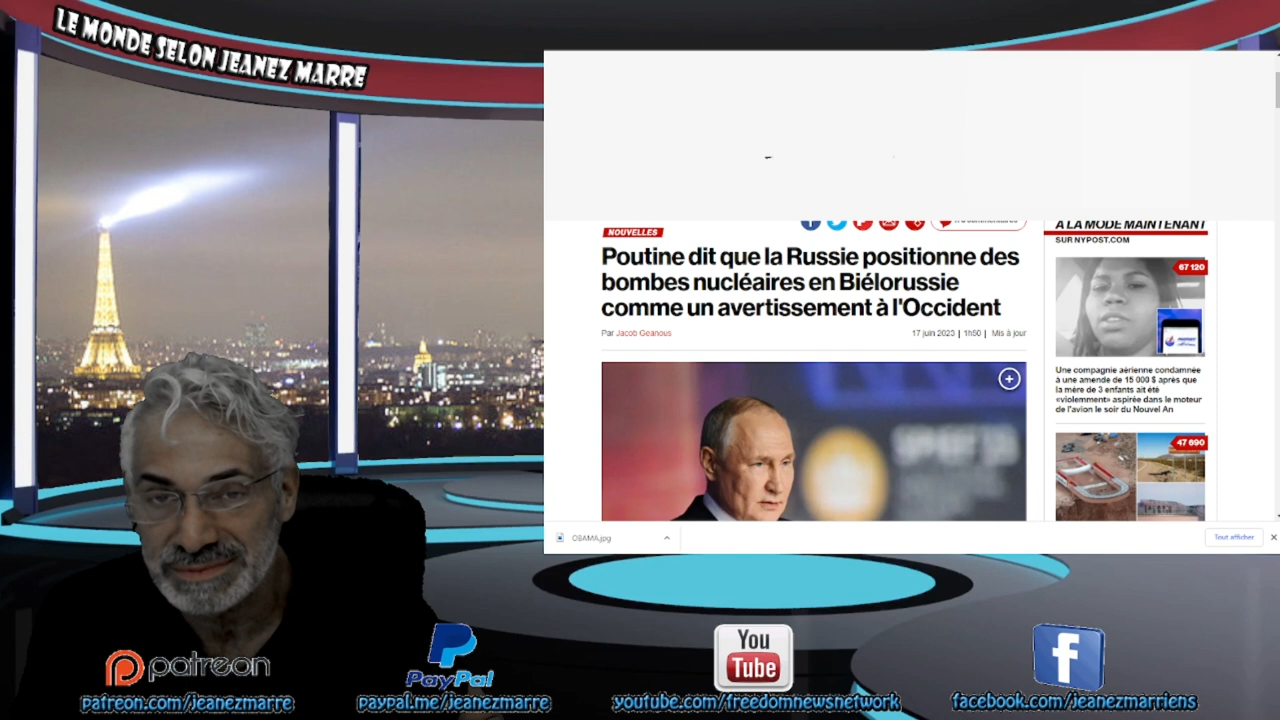 LE MONDE SELON JEANEZ MARRE
NOUVELLES
Poutine dit que la Russie positionne des
bombes nucléaires en Biélorussie
comme un avertissement à l'Occident
Par Jacob Geanous
17 juin 2023 | 1h50 | Mis à jour
A LA MODE MAINTENANT
SUR NYPOST.COM
67 120
Une compagnie aérienne condamnée
à une amende de 15 000 $ après que
la mère de 3 enfants ait été
«violemment» aspirée dans le moteur
de l'avion le soir du Nouvel An
47 890
OBAMA.jpg
Tout afficher
patreon
patreon.com/jeanezmarre
PayPal
paypal.me/jeanezmarre
You
Tube
youtube.com/freedomnewsnetwork
f
facebook.com/jeanezmarriens